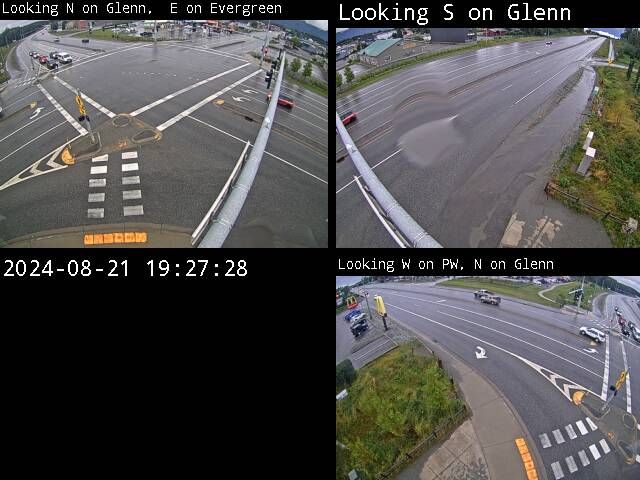 Looking N on Glenn,  E on Evergreen
Looking S on Glenn
2024-08-21 19:27:28
Looking W on PW, N on Glenn